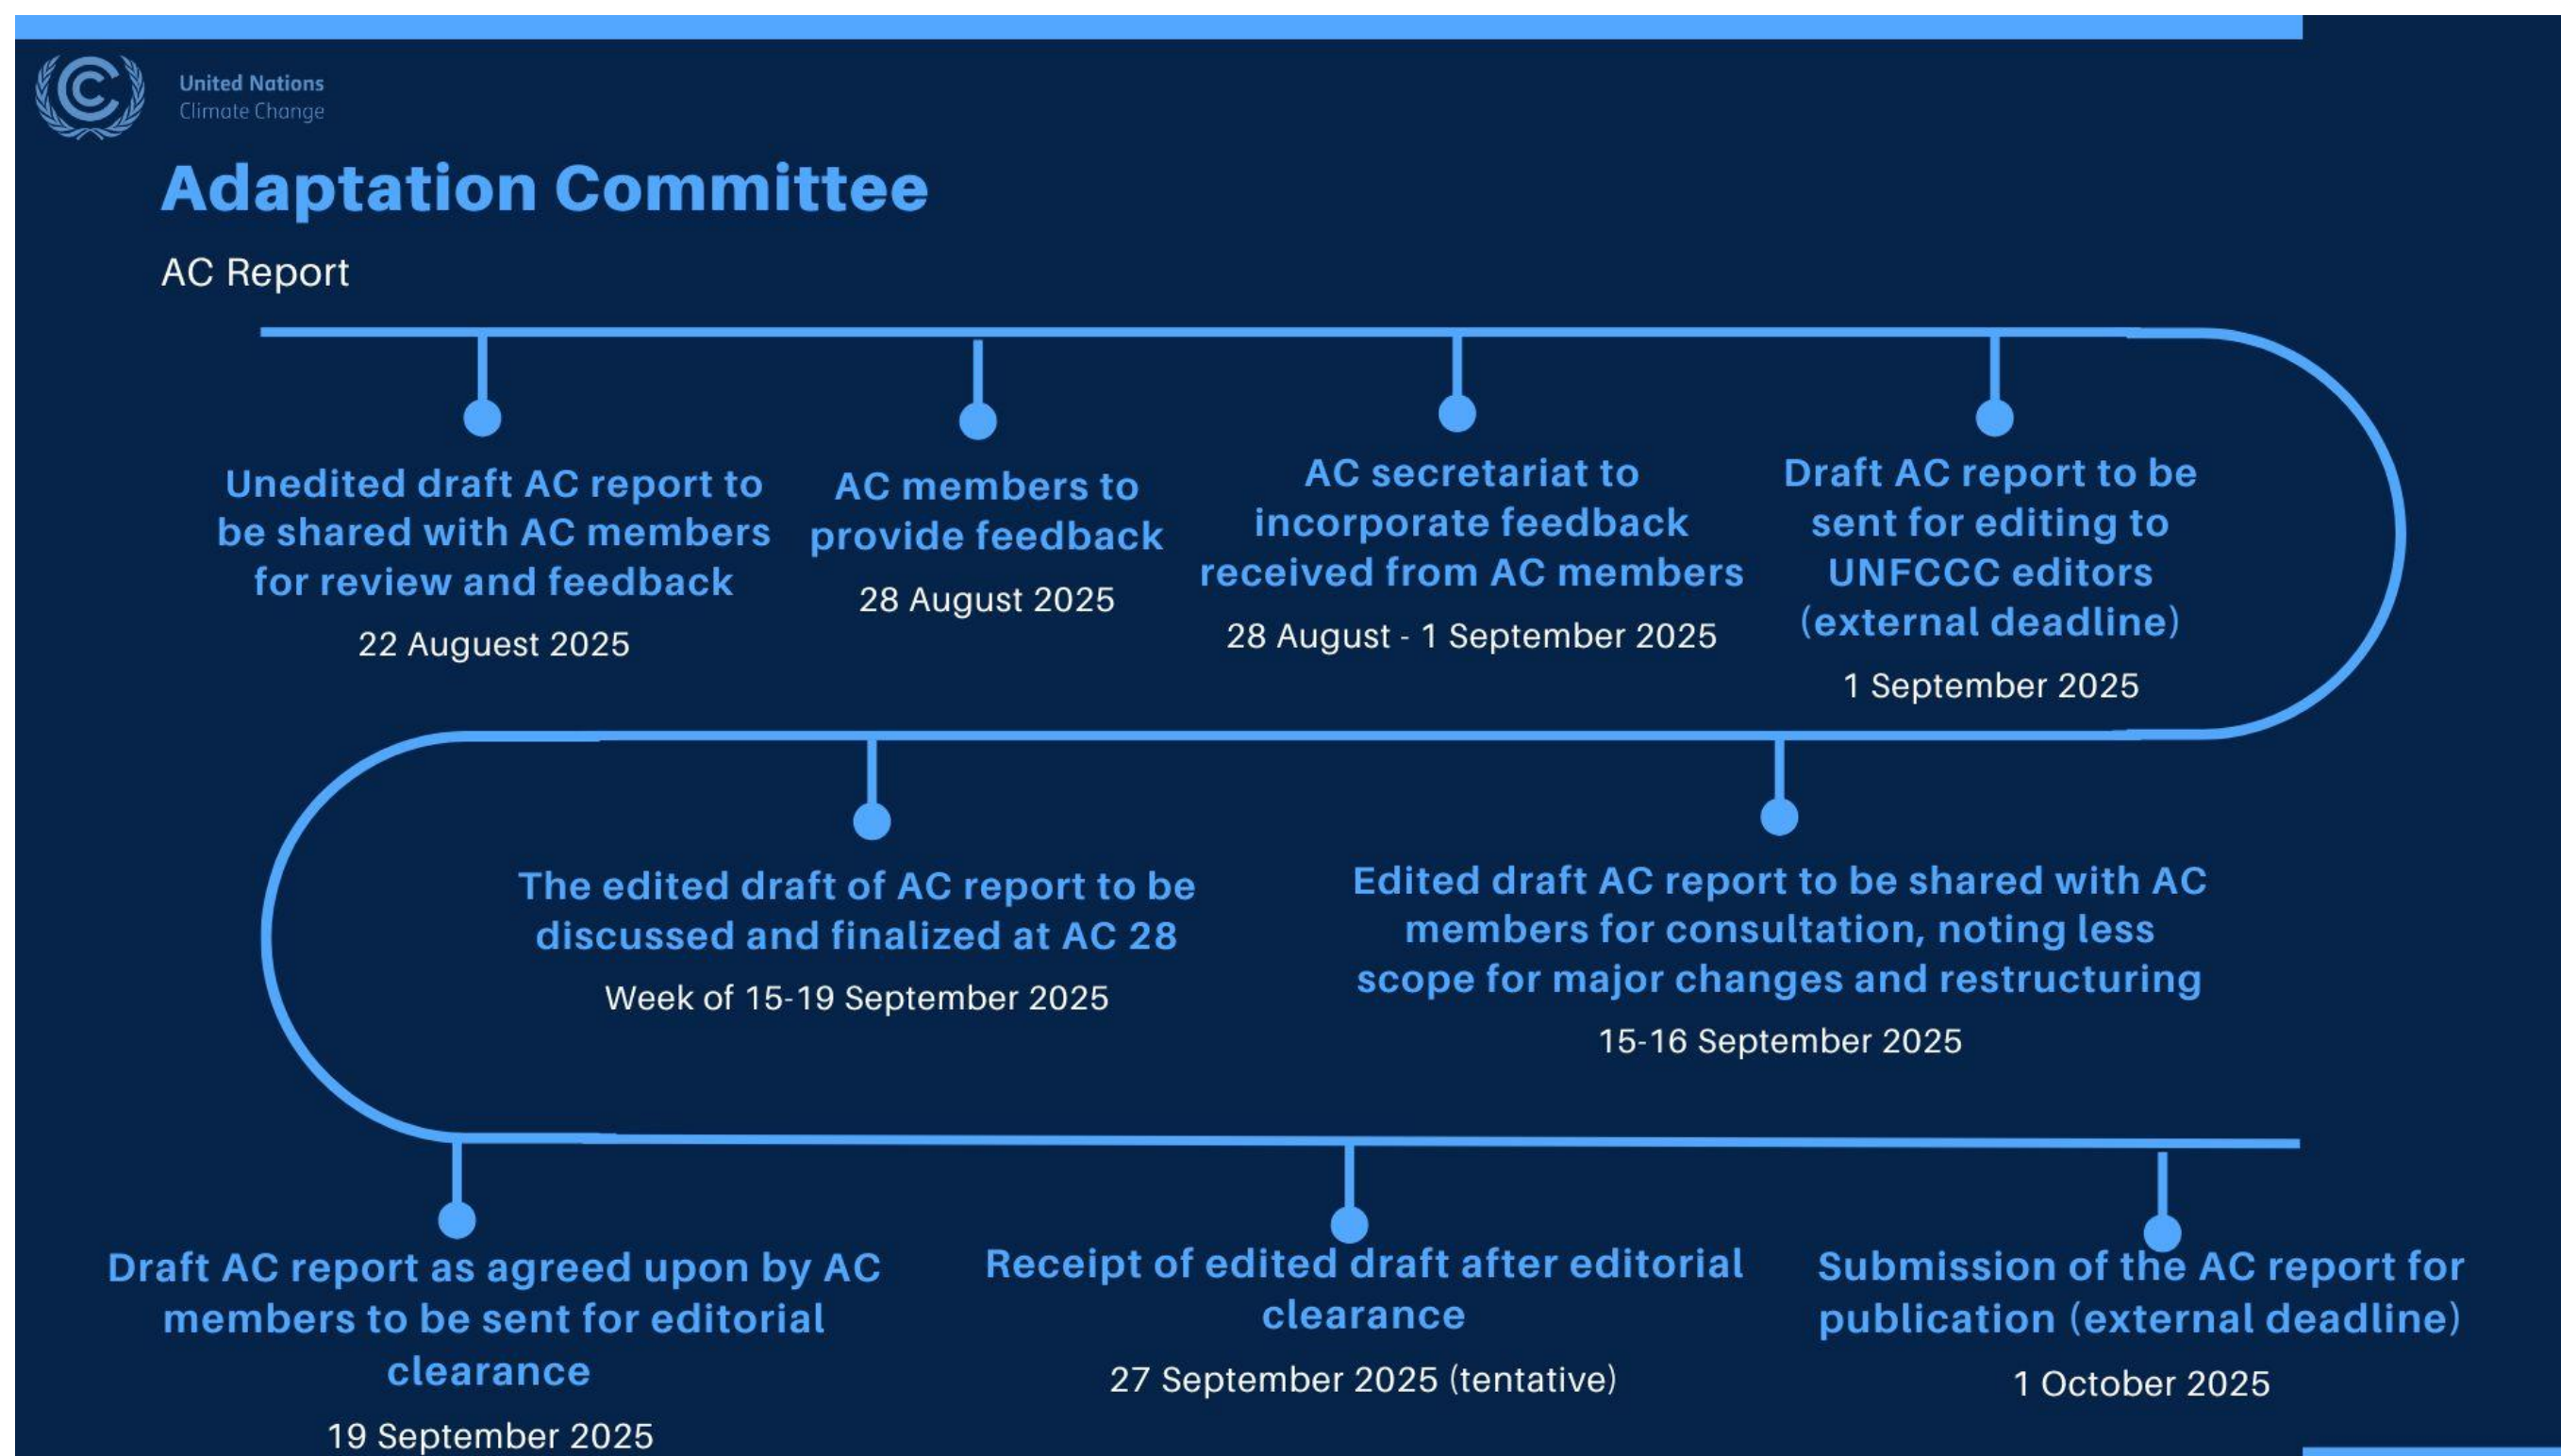 United Nations
Climate Change
Adaptation Committee
AC Report
Unedited draft AC report to
be shared with AC members
for review and feedback
22 Auguest 2025
AC members to
provide feedback
28 August 2025
AC secretariat to
incorporate feedback
received from AC members
28 August - 1 September 2025
Draft AC report to be
sent for editing to
UNFCCC editors
(external deadline)
1 September 2025
Edited draft AC report to be shared with AC
members for consultation, noting less
scope for major changes and restructuring
15-16 September 2025
The edited draft of AC report to be
discussed and finalized at AC 28
Week of 15-19 September 2025
Draft AC report as agreed upon by AC
members to be sent for editorial
clearance
19 September 2025
Receipt of edited draft after editorial
clearance
27 September 2025 (tentative)
Submission of the AC report for
publication (external deadline)
1 October 2025